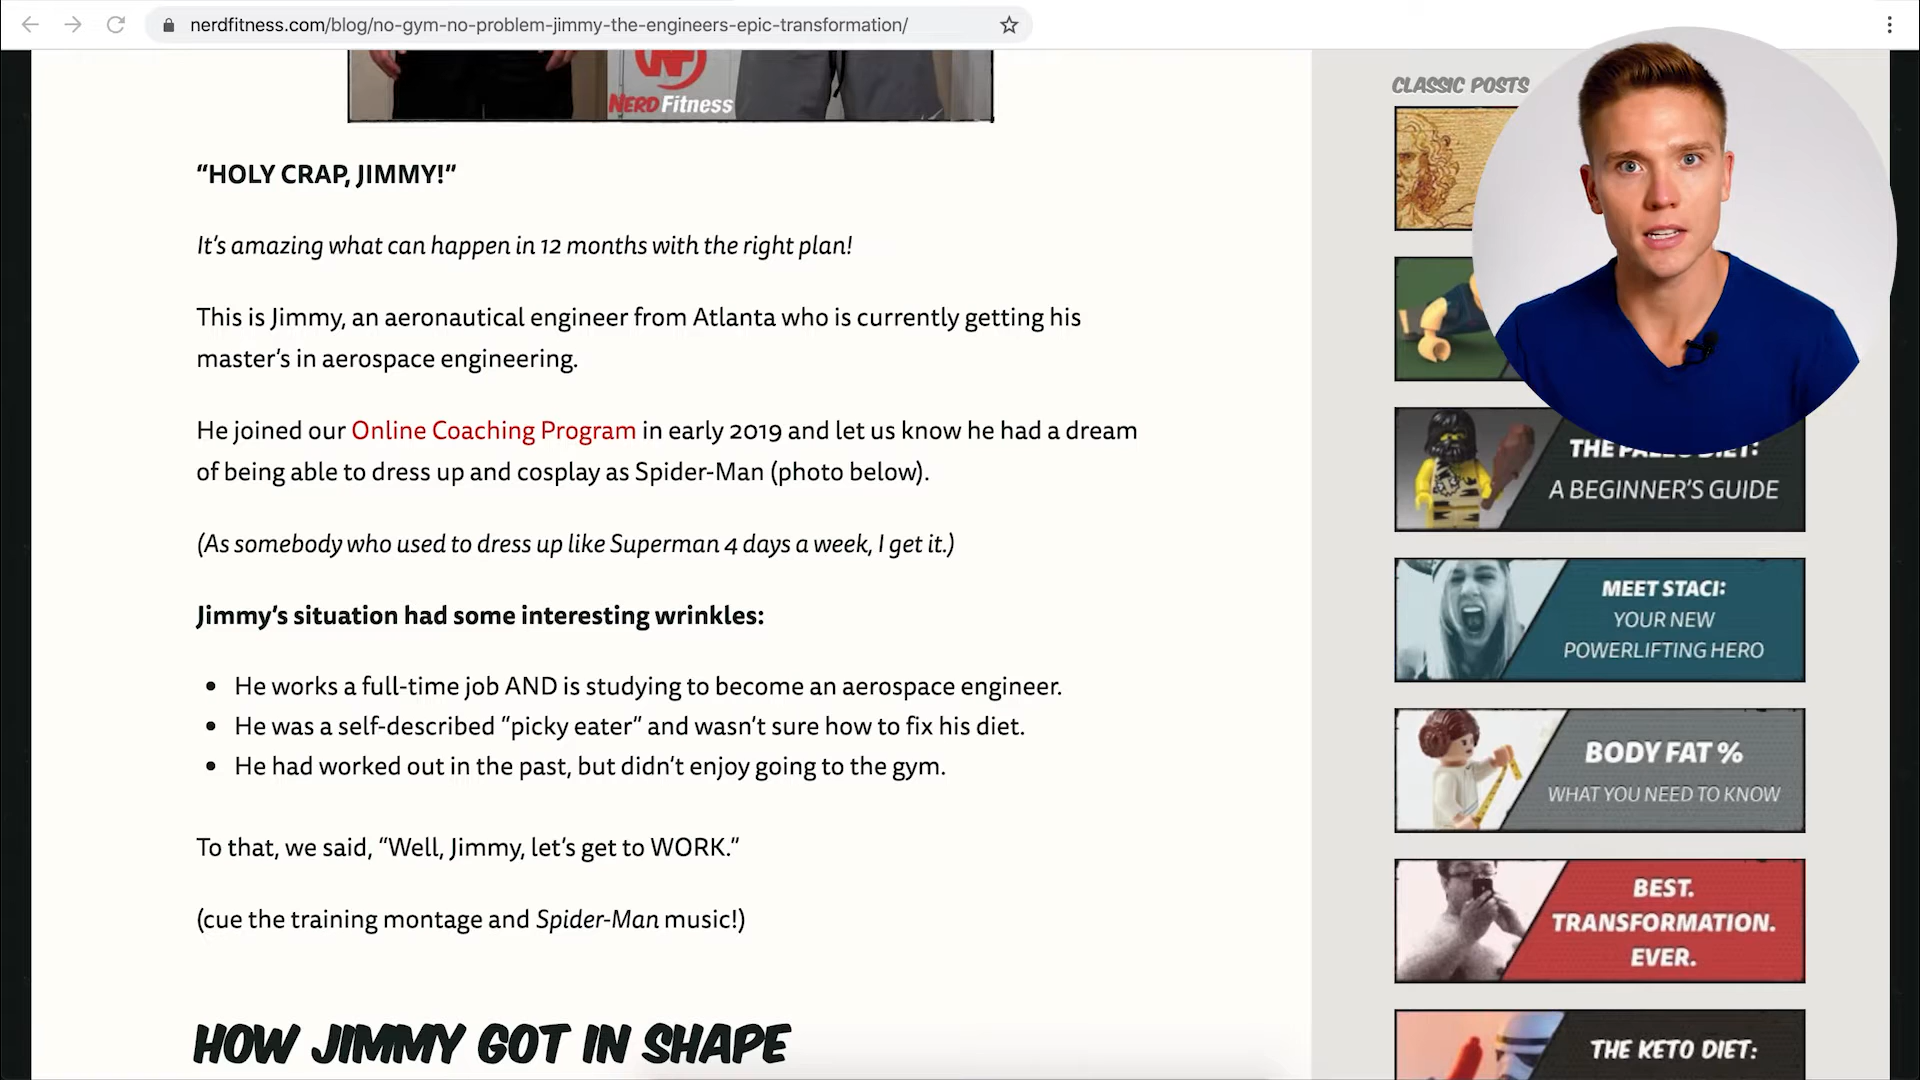 nerdfitness.com/blog/no-gym-no-problem-jimmy-the-engineers-epic-transformation/
NERD Fitness
“HOLY CRAP, JIMMY!”
It’s amazing what can happen in 12 months with the right plan!
This is Jimmy, an aeronautical engineer from Atlanta who is currently getting his
master’s in aerospace engineering.
He joined our Online Coaching Program in early 2019 and let us know he had a dream
of being able to dress up and cosplay as Spider-Man (photo below).
(As somebody who used to dress up like Superman 4 days a week, I get it.)
Jimmy’s situation had some interesting wrinkles:
• He works a full-time job AND is studying to become an aerospace engineer.
• He was a self-described “picky eater” and wasn’t sure how to fix his diet.
• He had worked out in the past, but didn’t enjoy going to the gym.
To that, we said, “Well, Jimmy, let’s get to WORK.”
(cue the training montage and Spider-Man music!)
HOW JIMMY GOT IN SHAPE
CLASSIC POSTS
THE PALEO DIET:
A BEGINNER’S GUIDE
MEET STACI:
YOUR NEW
POWERLIFTING HERO
BODY FAT %
WHAT YOU NEED TO KNOW
BEST.
TRANSFORMATION.
EVER.
THE KETO DIET: